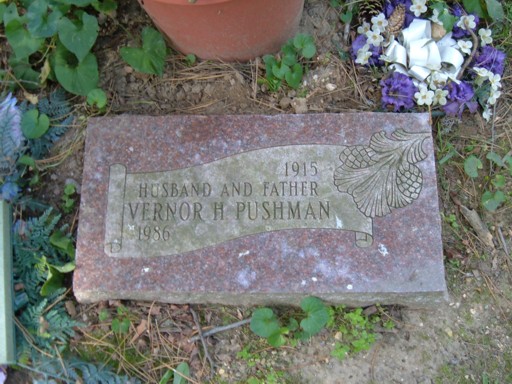 1915
HUSBAND AND FATHER
VERNOR H PUSHMAN
1986